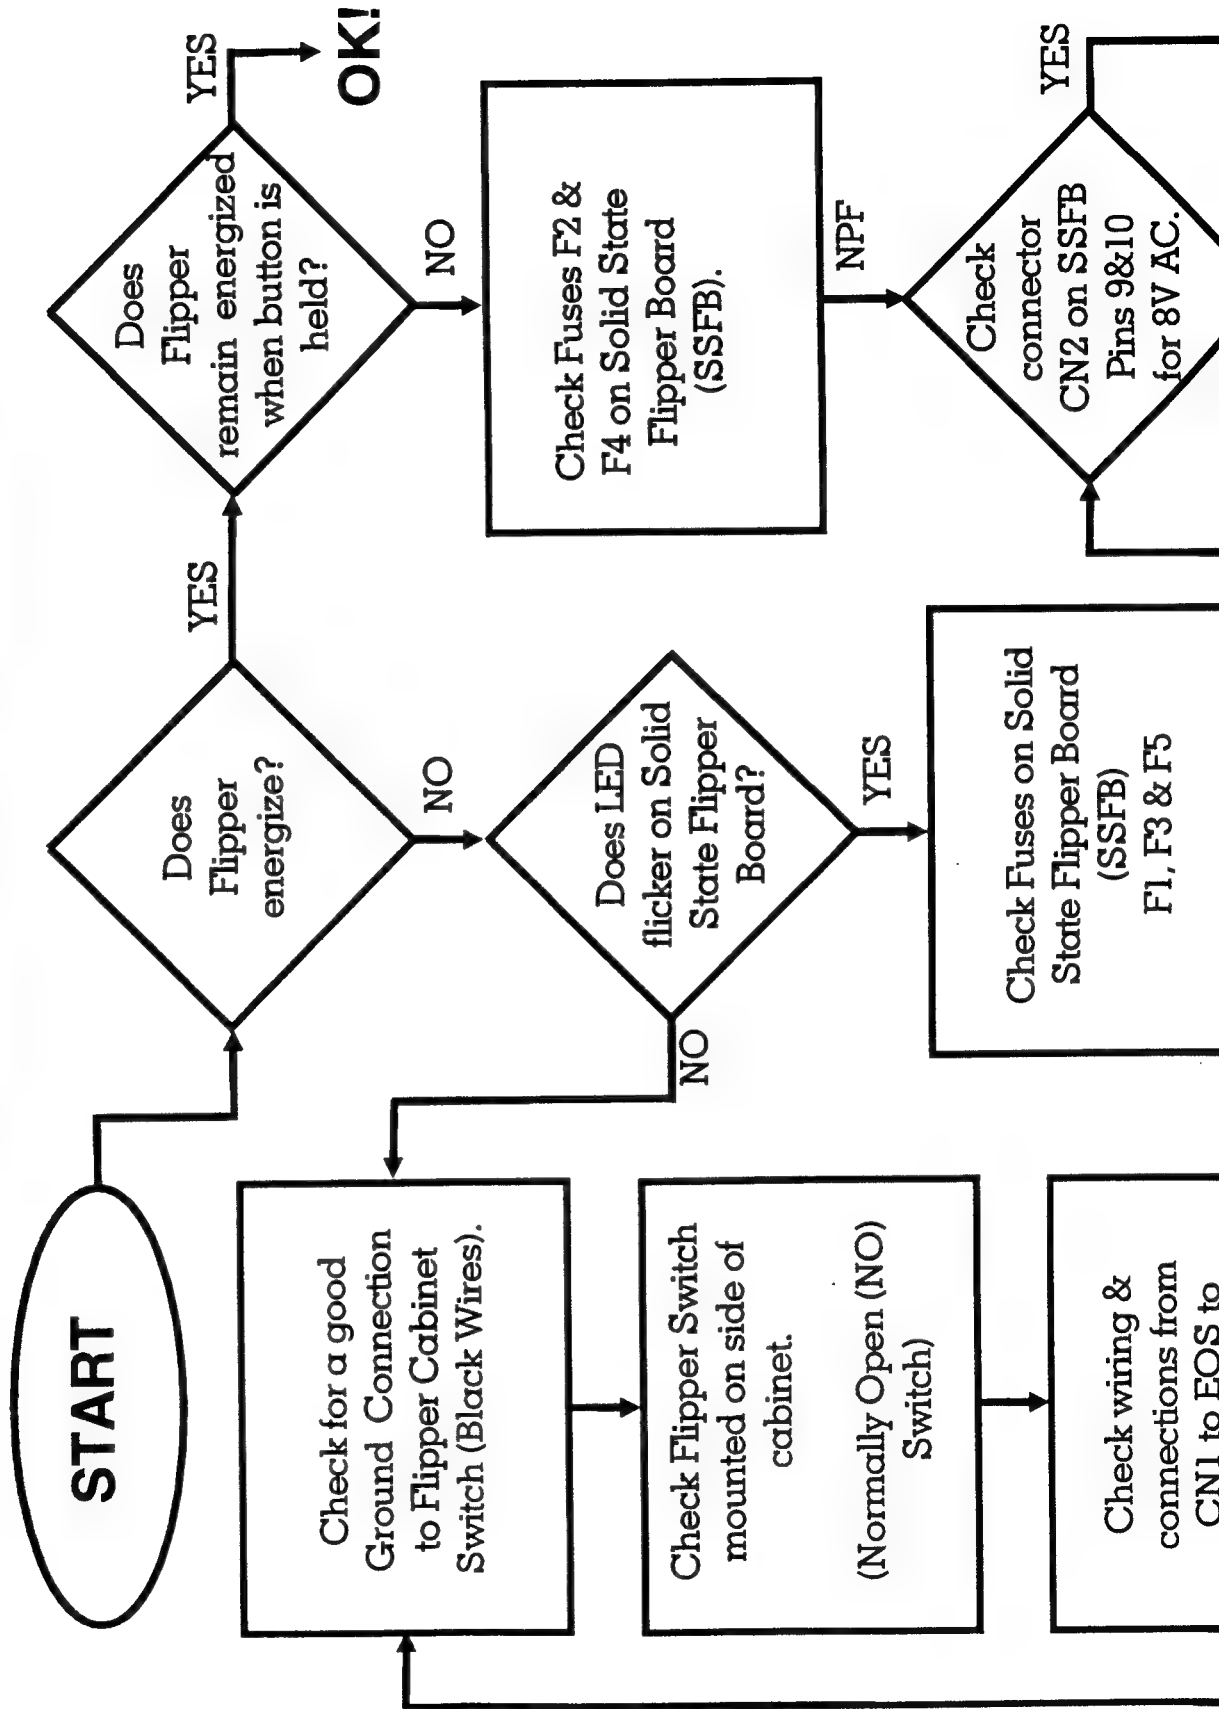 START
Does
Flipper
energize?
YES
Does
Flipper
remain energized
when button is
held?
YES
OK!
NO
NO
Check Fuses F2 &
F4 on Solid State
Flipper Board
(SSFB).
NPF
Check
connector
CN2 on SSFB
Pins 9&10
for 8V AC.
YES
Does LED
flicker on Solid
State Flipper
Board?
NO
YES
Check Fuses on Solid
State Flipper Board
(SSFB)
F1, F3 & F5
Check for a good
Ground Connection
to Flipper Cabinet
Switch (Black Wires).
Check Flipper Switch
mounted on side of
cabinet.
(Normally Open (NO)
Switch)
Check wiring &
connections from
CN1 to EOS to